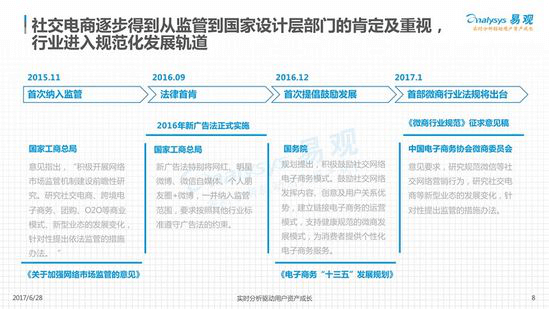 社交电商逐步得到从监管到国家设计层部门的肯定及重视，
行业进入规范化发展轨道
analysys 易观
实时分析驱动用户资产成长
2015.11
2016.09
2016.12
2017.1
首次纳入监管
法律首肯
首次提倡鼓励发展
首部微商行业法规将出台
2016年新广告法正式实施
《微商行业规范》征求意见稿
国家工商总局
意见指出，“积极开展网络
市场监管机制建设前瞻性研
究。研究社交电商、跨境电
子商务、团购、O2O等商业
模式、新型业态的发展变化，
针对性提出依法监管的措施
办法。”
《关于加强网络市场监管的意见》
国家工商总局
新广告法特别将网红、明星
微博、微信自媒体、个人朋
友圈+微博，一并纳入监管
范围，要求按照其他行业标
准遵守广告法的约束。
国务院
规划提出，积极鼓励社交网络
电子商务模式。鼓励社交网络
发挥内容、创意及用户关系优
势，建立链接电子商务的运营
模式，支持健康规范的微商发
展模式，为消费者提供个性化
电子商务服务。
《电子商务“十三五”发展规划》
中国电子商务协会微商委员会
意见要求，研究规范微信等社
交网络营销行为，研究社交电商
等新型业态的发展变化，针
对性提出监管的措施办法。
analysys 易观
2017/6/28
实时分析驱动用户资产成长
8